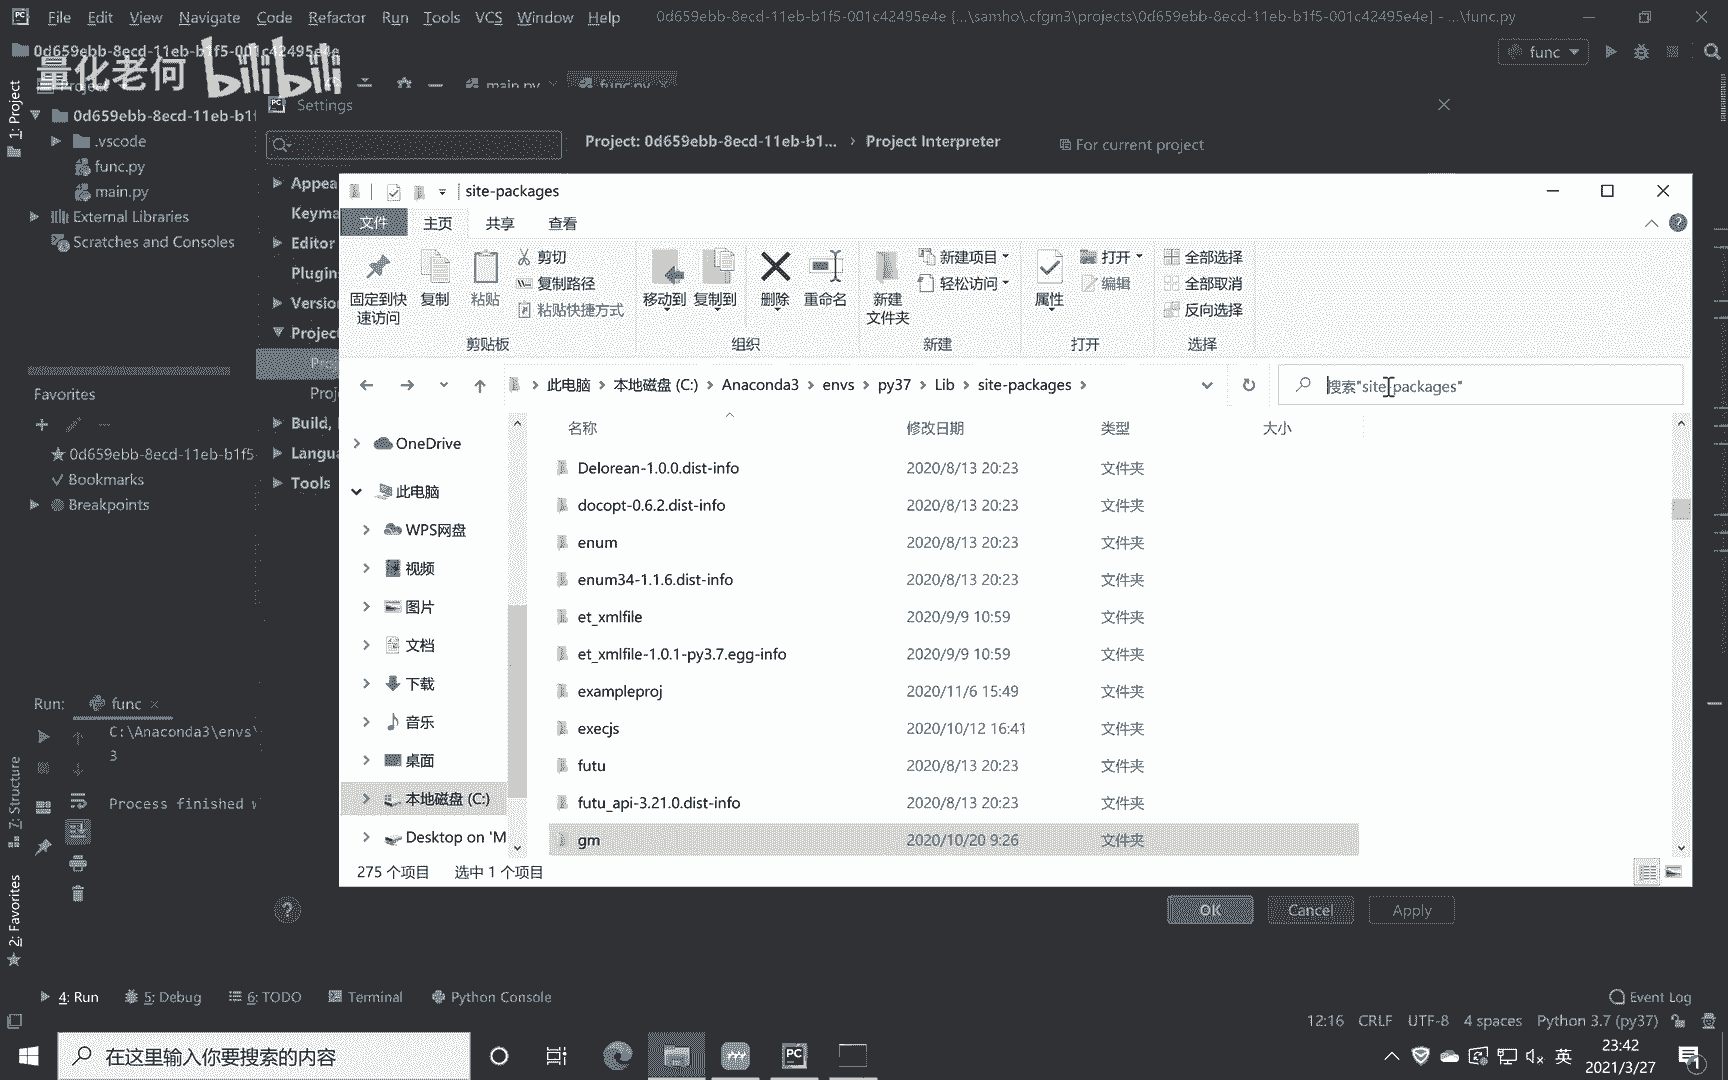 File Edit View Navigate Code Refactor Run Tools VCS Window Help 0d659ebb-8ecd-11eb-b1f5-001c42495e4e [...\samho\.cfgm3\projects\0d659ebb-8ecd-11eb-b1f5-001c42495e4e] - ...\func.py
0d659ebb-8ecd-11eb-b1f5-001c42495e4e
func
量化老何 bilibili
Project
main.py
func.py
1: Project
0d659ebb-8ecd-11eb-b1f
.vscode
func.py
main.py
External Libraries
Scratches and Consoles
Settings
Project: 0d659ebb-8ecd-11eb-b1... › Project Interpreter
For current project
Appea
Keyma
Editor
Plugin
Versio
Project
Proj
Proj
Build,
Langu
Tools
site-packages
文件 主页 共享 查看
固定到快
速访问
复制
粘贴
剪切
复制路径
粘贴快捷方式
剪贴板
移动到
复制到
删除
重命名
组织
新建
文件夹
新建项目
轻松访问
新建
属性
打开
编辑
打开
全部选择
全部取消
反向选择
选择
此电脑 本地磁盘 (C:) Anaconda3 envs py37 Lib site-packages
搜索"site-packages"
OneDrive
此电脑
WPS网盘
视频
图片
文档
下载
音乐
桌面
本地磁盘 (C:)
Desktop on 'M
名称 修改日期 类型 大小
Delorean-1.0.0.dist-info 2020/8/13 20:23 文件夹
docopt-0.6.2.dist-info 2020/8/13 20:23 文件夹
enum 2020/8/13 20:23 文件夹
enum34-1.1.6.dist-info 2020/8/13 20:23 文件夹
et_xmlfile 2020/9/9 10:59 文件夹
et_xmlfile-1.0.1-py3.7.egg-info 2020/9/9 10:59 文件夹
exampleproj 2020/11/6 15:49 文件夹
execjs 2020/10/12 16:41 文件夹
futu 2020/8/13 20:23 文件夹
futu_api-3.21.0.dist-info 2020/8/13 20:23 文件夹
gm 2020/10/20 9:26 文件夹
275 个项目 选中 1 个项目
Favorites
0d659ebb-8ecd-11eb-b1f5-
Bookmarks
Breakpoints
Run: func
C:\Anaconda3\envs\
3
Process finished w
7: Structure
2: Favorites
OK Cancel Apply
4: Run 5: Debug 6: TODO Terminal Python Console
Event Log
12:16 CRLF UTF-8 4 spaces Python 3.7 (py37)
在这里输入你要搜索的内容
英
23:42
2021/3/27
1